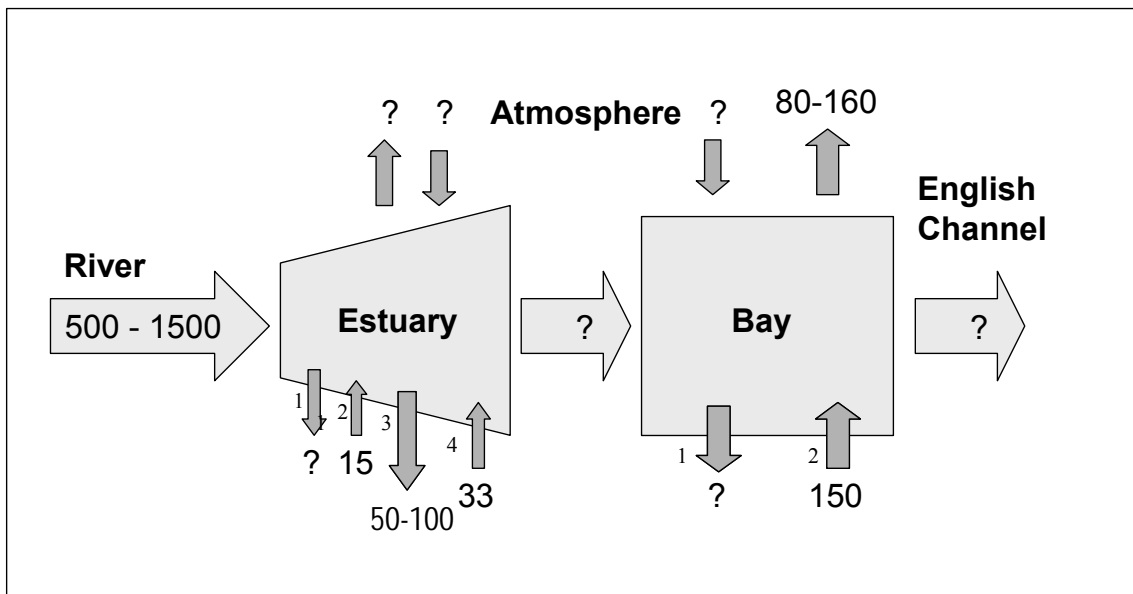 ? ? Atmosphere ? 80-160
English
Channel
River
500 - 1500 Estuary ? Bay ?
1 1 2 3 4 1 2
? 15 33 ? 150
50-100